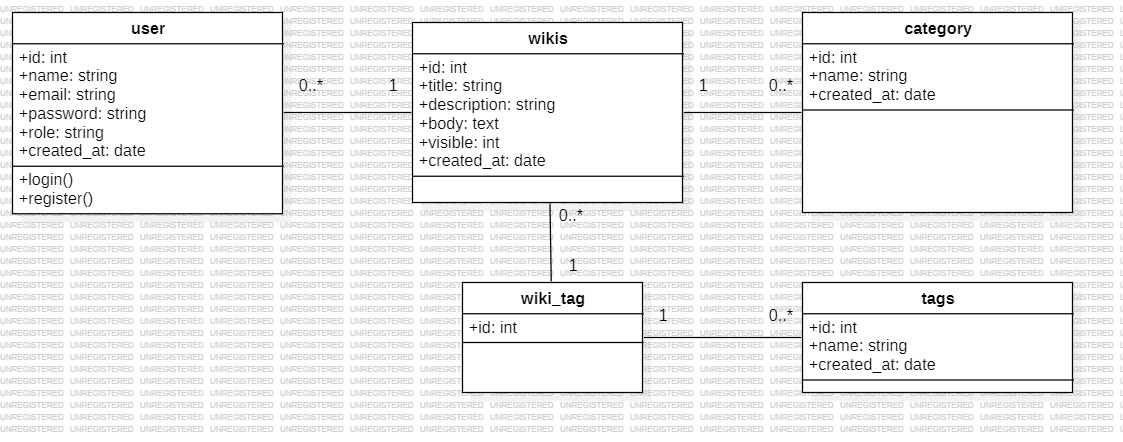 user
+id: int
+name: string
+email: string
+password: string
+role: string
+created_at: date
+login()
+register()
0..*
1
wikis
+id: int
+title: string
+description: string
+body: text
+visible: int
+created_at: date
1
0..*
category
+id: int
+name: string
+created_at: date
0..*
1
wiki_tag
+id: int
1
0..*
tags
+id: int
+name: string
+created_at: date
UNREGISTERED